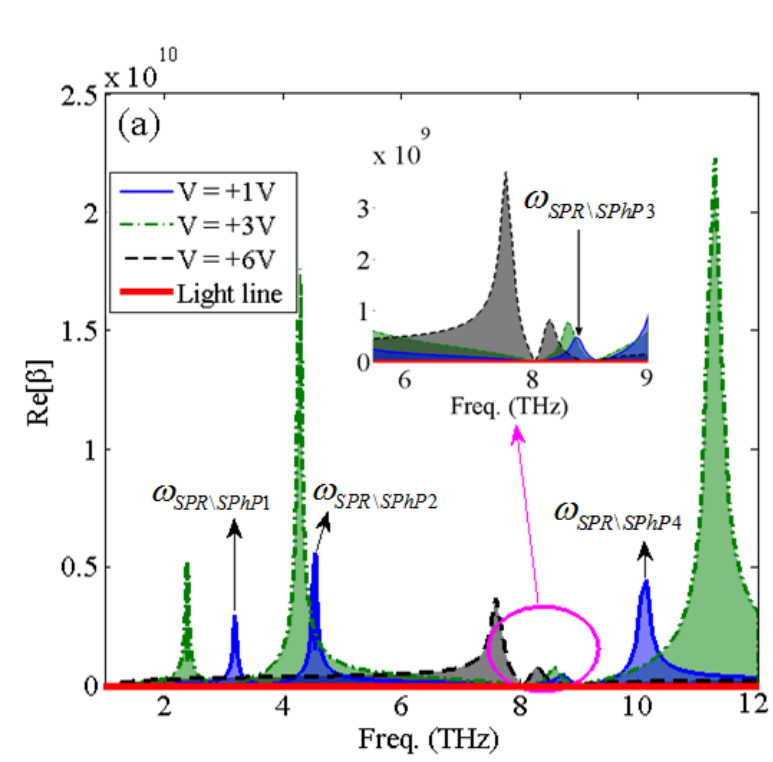 x 10^10
2.5
(a)
V = +1V
V = +3V
V = +6V
Light line
2
1.5
1
0.5
0
Re[β]
x 10^9
3
2
1
0
6 8 9
Freq. (THz)
ω_SPR\SPhP3
ω_SPR\SPhP1
ω_SPR\SPhP2
ω_SPR\SPhP4
2 4 6 8 10 12
Freq. (THz)